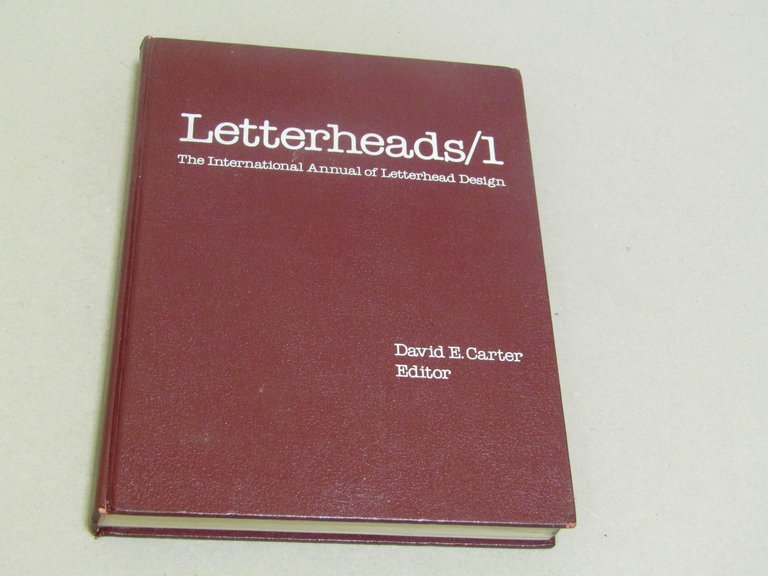 Letterheads/1
The International Annual of Letterhead Design
David E. Carter
Editor